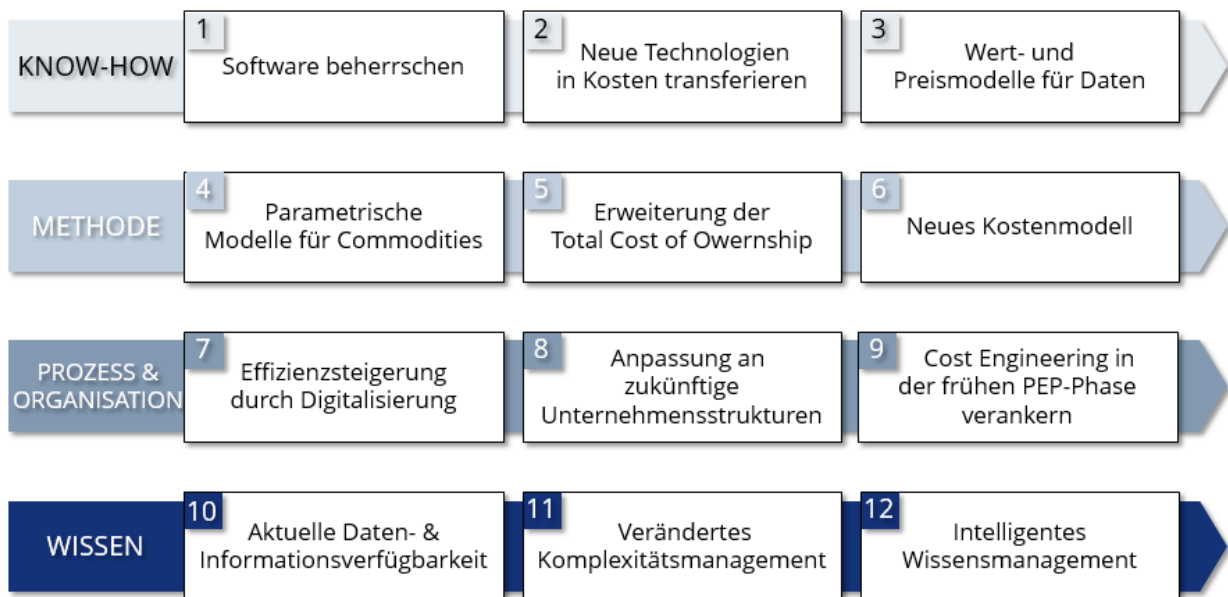 KNOW-HOW
1
Software beherrschen
2
Neue Technologien
in Kosten transferieren
3
Wert- und
Preismodelle für Daten
METHODE
4
Parametrische
Modelle für Commodities
5
Erweiterung der
Total Cost of Owernship
6
Neues Kostenmodell
PROZESS &
ORGANISATION
7
Effizienzsteigerung
durch Digitalisierung
8
Anpassung an
zukünftige
Unternehmensstrukturen
9
Cost Engineering in
der frühen PEP-Phase
verankern
WISSEN
10
Aktuelle Daten- &
Informationsverfügbarkeit
11
Verändertes
Komplexitätsmanagement
12
Intelligentes
Wissensmanagement